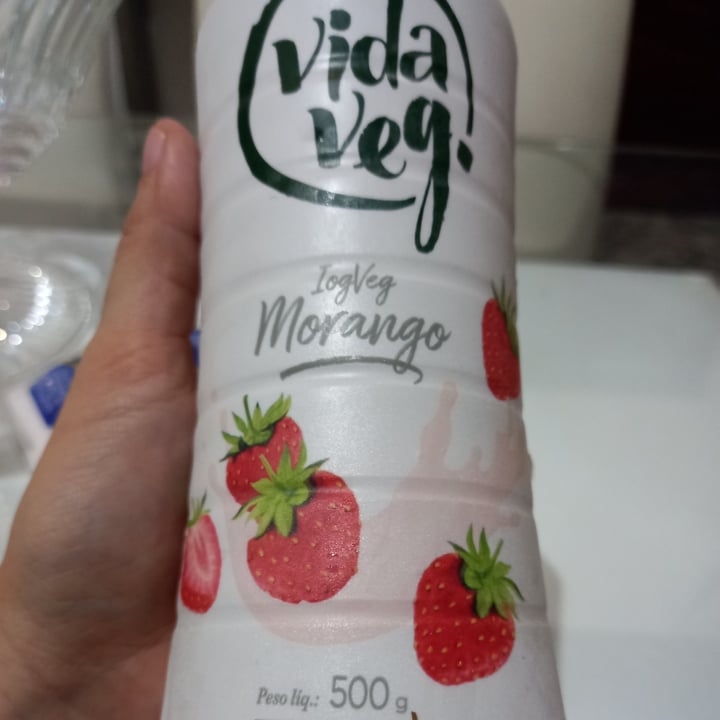 vida
veg.
IogVeg
Morango
Peso líq.: 500 g